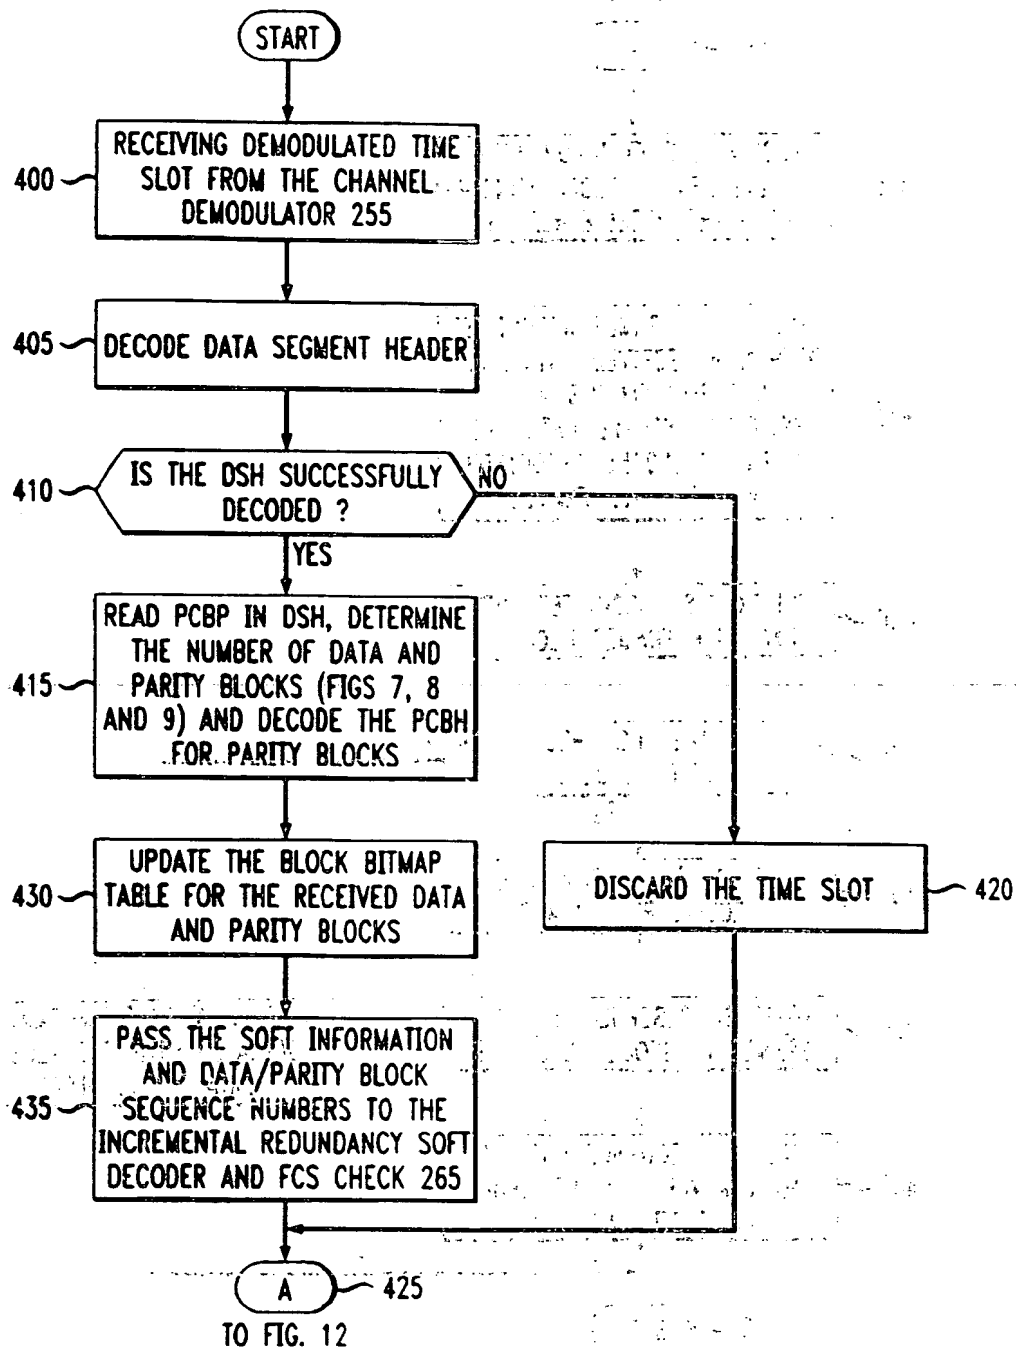 START
RECEIVING DEMODULATED TIME
SLOT FROM THE CHANNEL
DEMODULATOR 255
400
DECODE DATA SEGMENT HEADER
405
IS THE DSH SUCCESSFULLY
DECODED ?
410
NO
YES
READ PCBP IN DSH, DETERMINE
THE NUMBER OF DATA AND
PARITY BLOCKS (FIGS 7, 8
AND 9) AND DECODE THE PCBH
FOR PARITY BLOCKS
415
UPDATE THE BLOCK BITMAP
TABLE FOR THE RECEIVED DATA
AND PARITY BLOCKS
430
DISCARD THE TIME SLOT
420
PASS THE SOFT INFORMATION
AND DATA/PARITY BLOCK
SEQUENCE NUMBERS TO THE
INCREMENTAL REDUNDANCY SOFT
DECODER AND FCS CHECK 265
435
A
425
TO FIG. 12